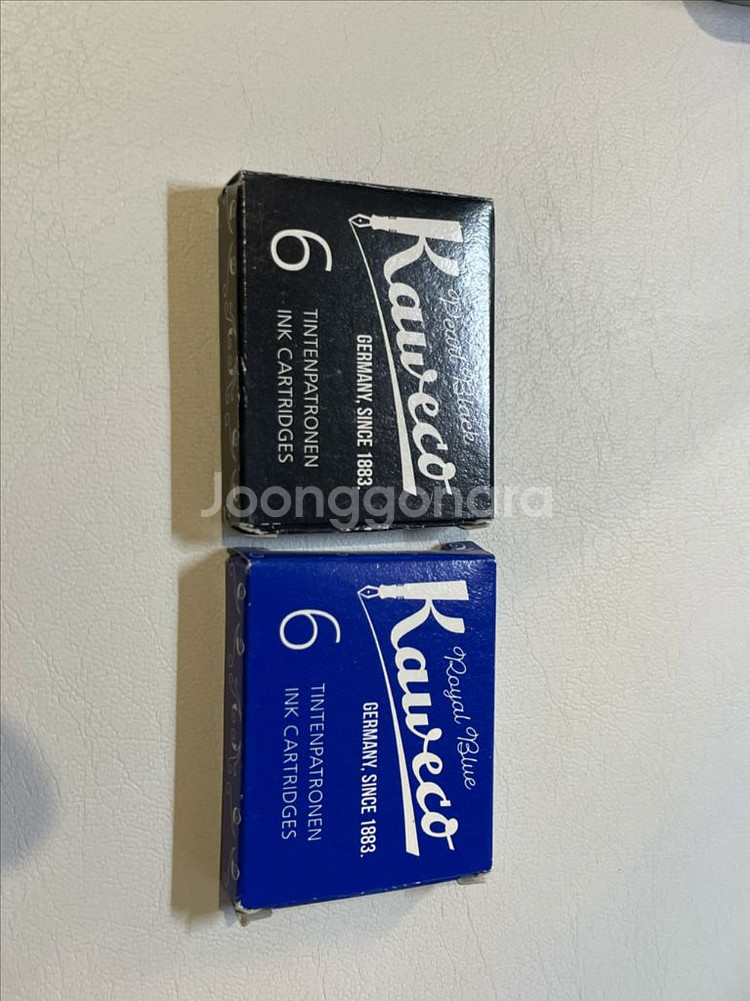 Pearl Black
Kaweco
GERMANY, SINCE 1883.
6
TINTENPATRONEN
INK CARTRIDGES
Joonggonara
Royal Blue
Kaweco
GERMANY, SINCE 1883.
6
TINTENPATRONEN
INK CARTRIDGES